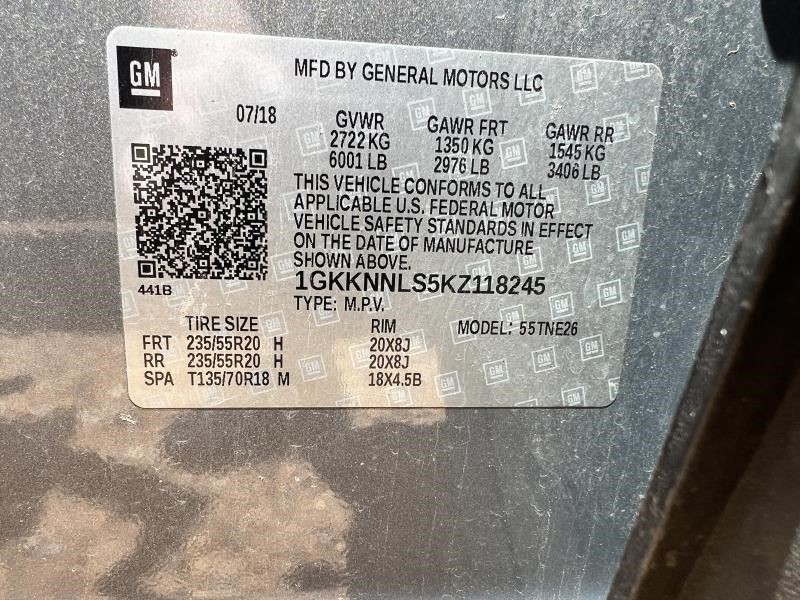 GM
MFD BY GENERAL MOTORS LLC
07/18 GVWR GAWR FRT GAWR RR
2722 KG 1350 KG 1545 KG
6001 LB 2976 LB 3406 LB
THIS VEHICLE CONFORMS TO ALL
APPLICABLE U.S. FEDERAL MOTOR
VEHICLE SAFETY STANDARDS IN EFFECT
ON THE DATE OF MANUFACTURE
SHOWN ABOVE.
1GKKNNLS5KZ118245
441B
TYPE: M.P.V.
TIRE SIZE RIM MODEL: 55TNE26
FRT 235/55R20 H 20X8J
RR 235/55R20 H 20X8J
SPA T135/70R18 M 18X4.5B